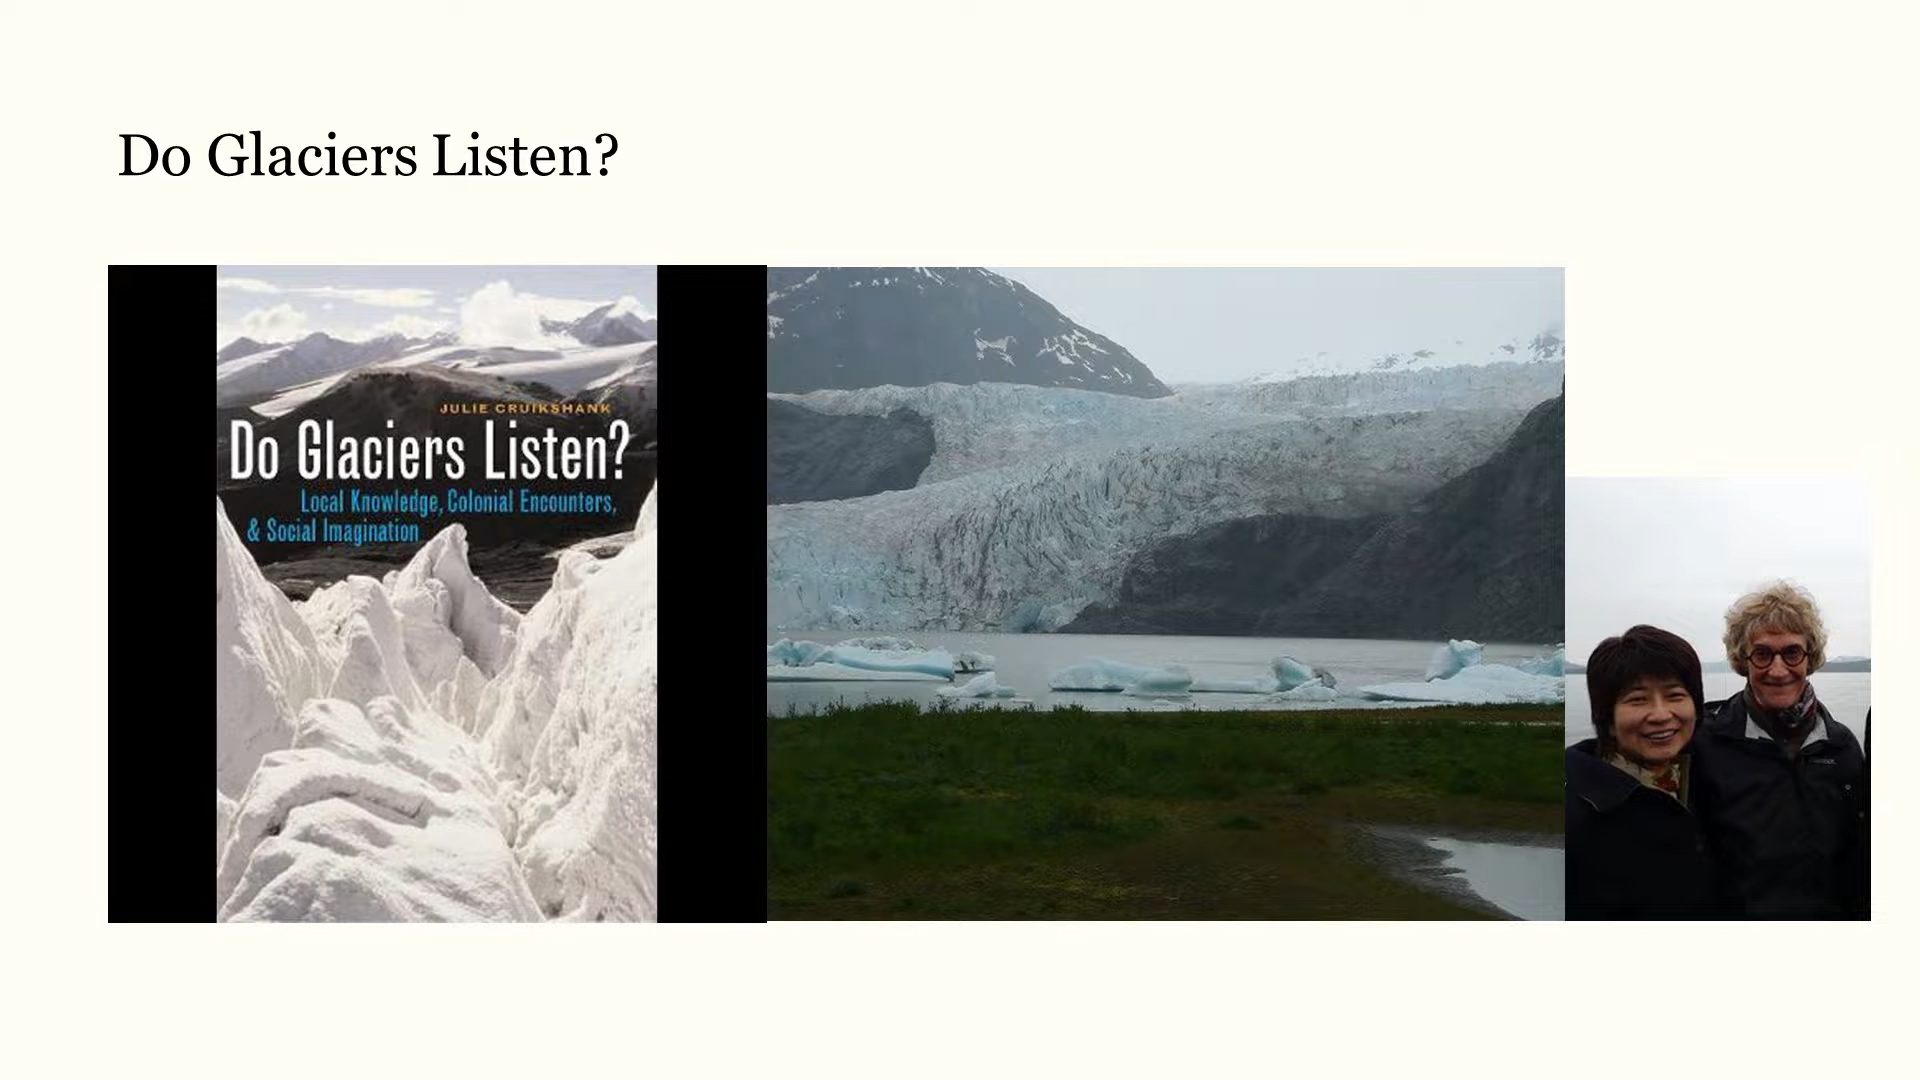 Do Glaciers Listen?
JULIE CRUIKSHANK
Do Glaciers Listen?
Local Knowledge, Colonial Encounters,
& Social Imagination